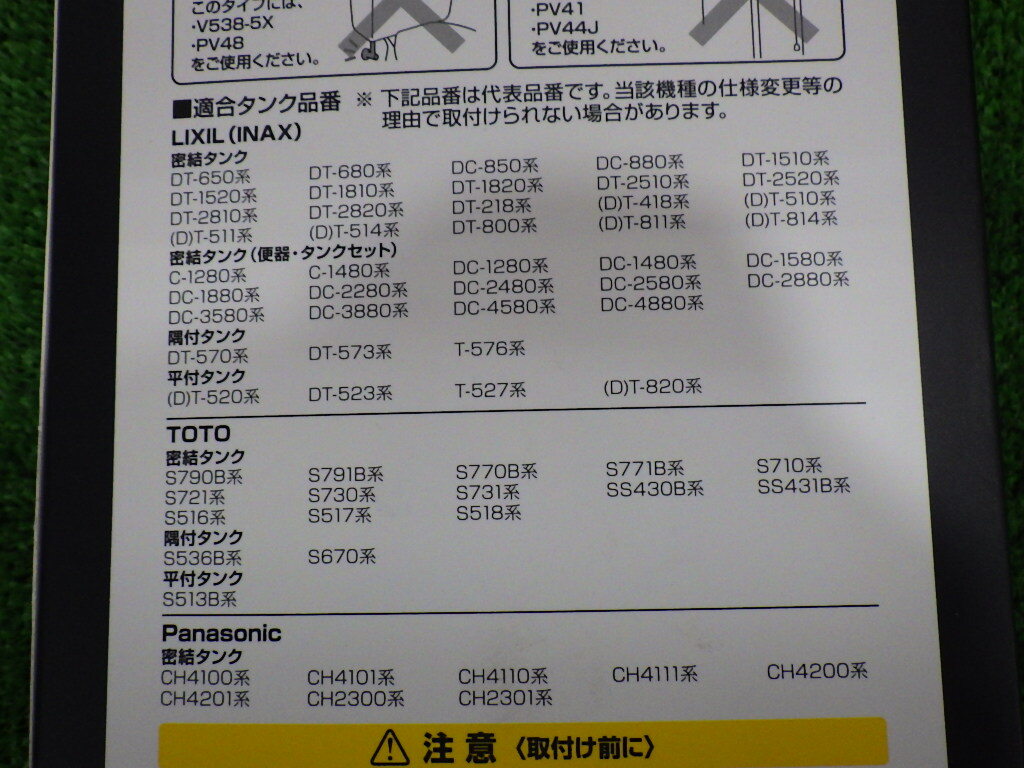 このタイプには、
・V538-5X
・PV48
をご使用ください。
・PV41
・PV44J
をご使用ください。
■適合タンク品番 ※ 下記品番は代表品番です。当該機種の仕様変更等の
理由で取付けられない場合があります。
LIXIL(INAX)
密結タンク
DT-650系 DT-680系 DC-850系 DC-880系 DT-1510系
DT-1520系 DT-1810系 DT-1820系 DT-2510系 DT-2520系
DT-2810系 DT-2820系 DT-218系 (D)T-418系 (D)T-510系
(D)T-511系 (D)T-514系 DT-800系 (D)T-811系 (D)T-814系
密結タンク(便器・タンクセット)
C-1280系 C-1480系 DC-1280系 DC-1480系 DC-1580系
DC-1880系 DC-2280系 DC-2480系 DC-2580系 DC-2880系
DC-3580系 DC-3880系 DC-4580系 DC-4880系
隅付タンク
DT-570系 DT-573系 T-576系
平付タンク
(D)T-520系 DT-523系 T-527系 (D)T-820系
TOTO
密結タンク
S790B系 S791B系 S770B系 S771B系 S710系
S721系 S730系 S731系 SS430B系 SS431B系
S516系 S517系 S518系
隅付タンク
S536B系 S670系
平付タンク
S513B系
Panasonic
密結タンク
CH4100系 CH4101系 CH4110系 CH4111系 CH4200系
CH4201系 CH2300系 CH2301系
注意〈取付け前に〉